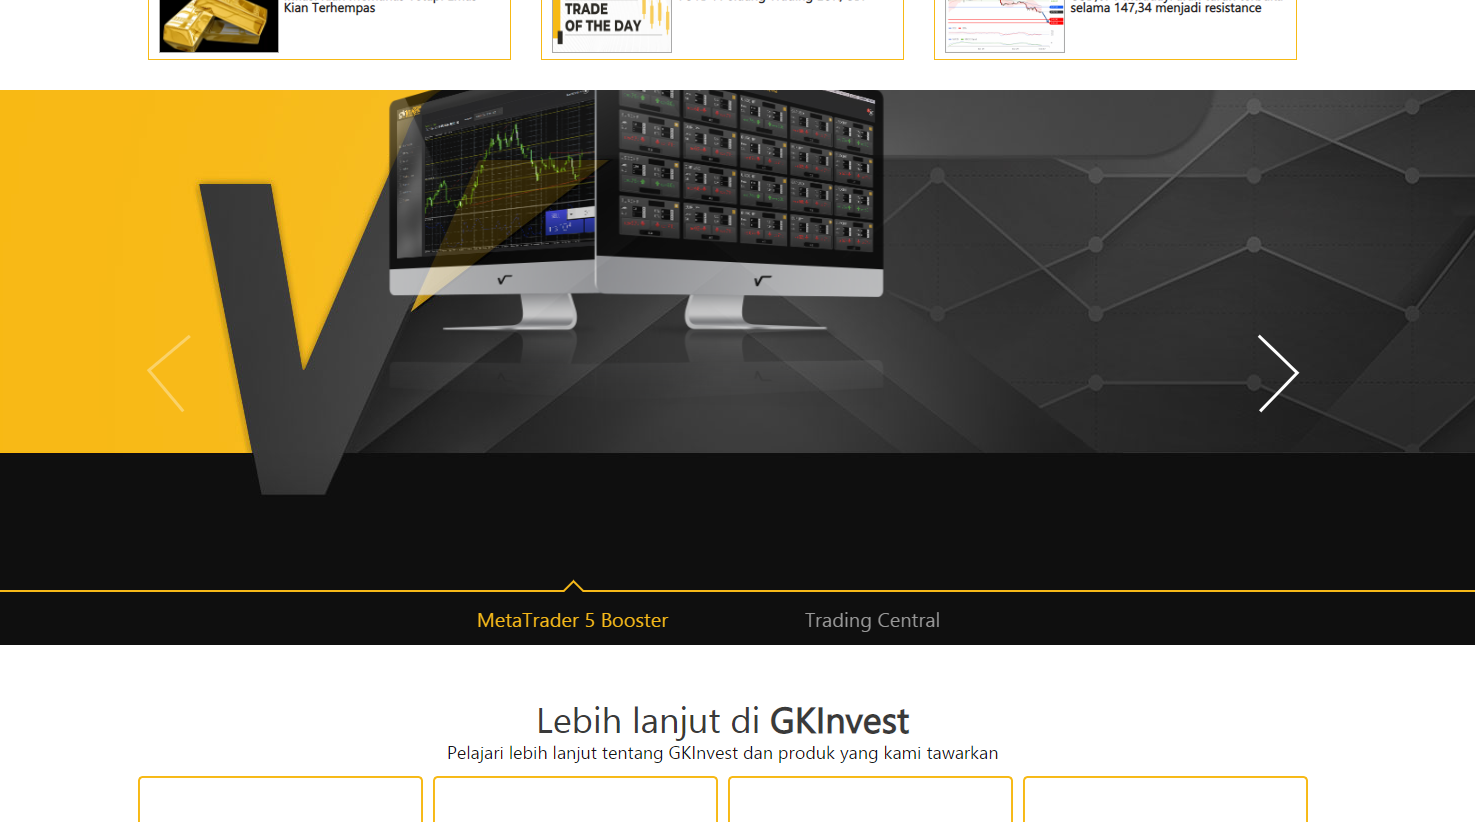 Kian Terhempas
TRADE
OF THE DAY
selama 147,34 menjadi resistance
MetaTrader 5 Booster
Trading Central
Lebih lanjut di GKInvest
Pelajari lebih lanjut tentang GKInvest dan produk yang kami tawarkan